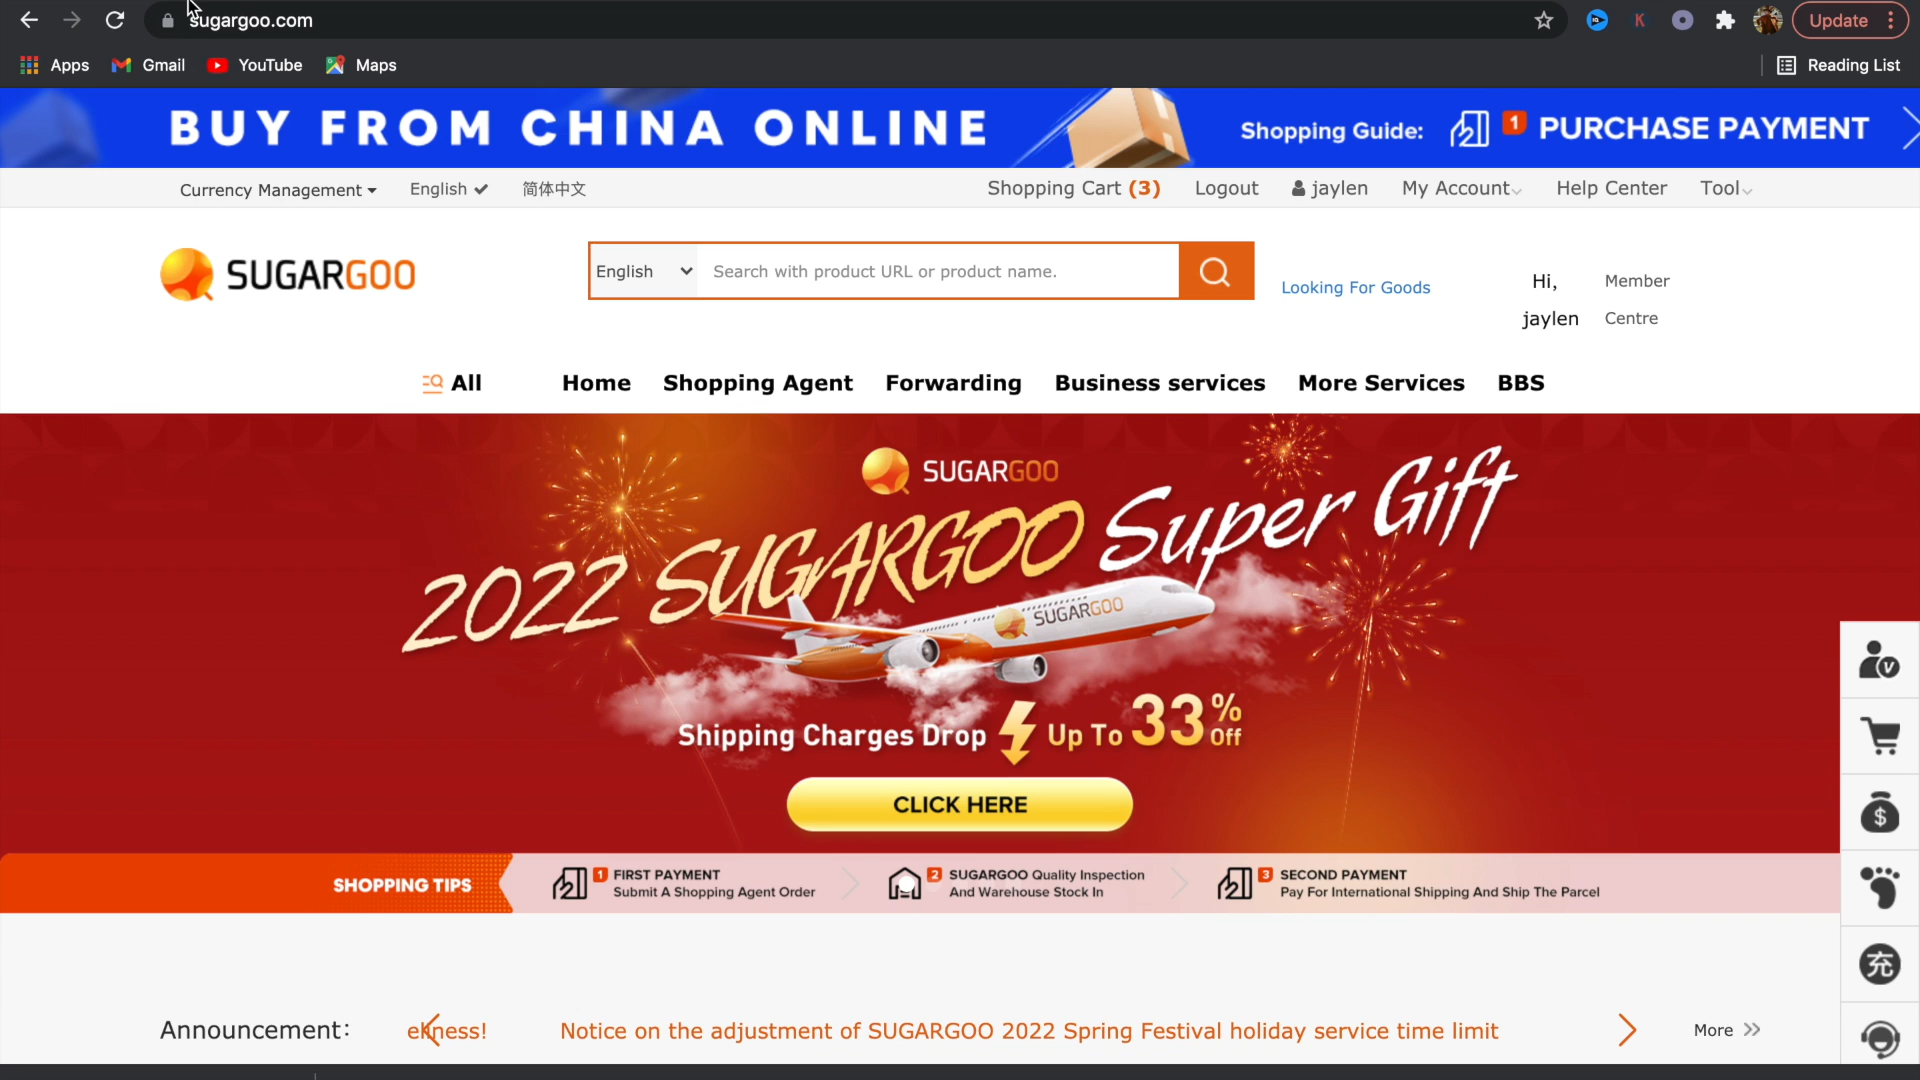 sugargoo.com
Update
Apps Gmail YouTube Maps Reading List
BUY FROM CHINA ONLINE Shopping Guide: 1 PURCHASE PAYMENT
Currency Management English 简体中文 Shopping Cart (3) Logout jaylen My Account Help Center Tool
SUGARGOO
English Search with product URL or product name.
Looking For Goods
Hi, jaylen
Member Centre
All Home Shopping Agent Forwarding Business services More Services BBS
SUGARGOO
2022 SUGARGOO Super Gift
SUGARGOO
Shipping Charges Drop Up To 33% Off
CLICK HERE
SHOPPING TIPS
1 FIRST PAYMENT
Submit A Shopping Agent Order
2 SUGARGOO Quality Inspection
And Warehouse Stock In
3 SECOND PAYMENT
Pay For International Shipping And Ship The Parcel
V
$
充
Announcement: Notice on the adjustment of SUGARGOO 2022 Spring Festival holiday service time limit More